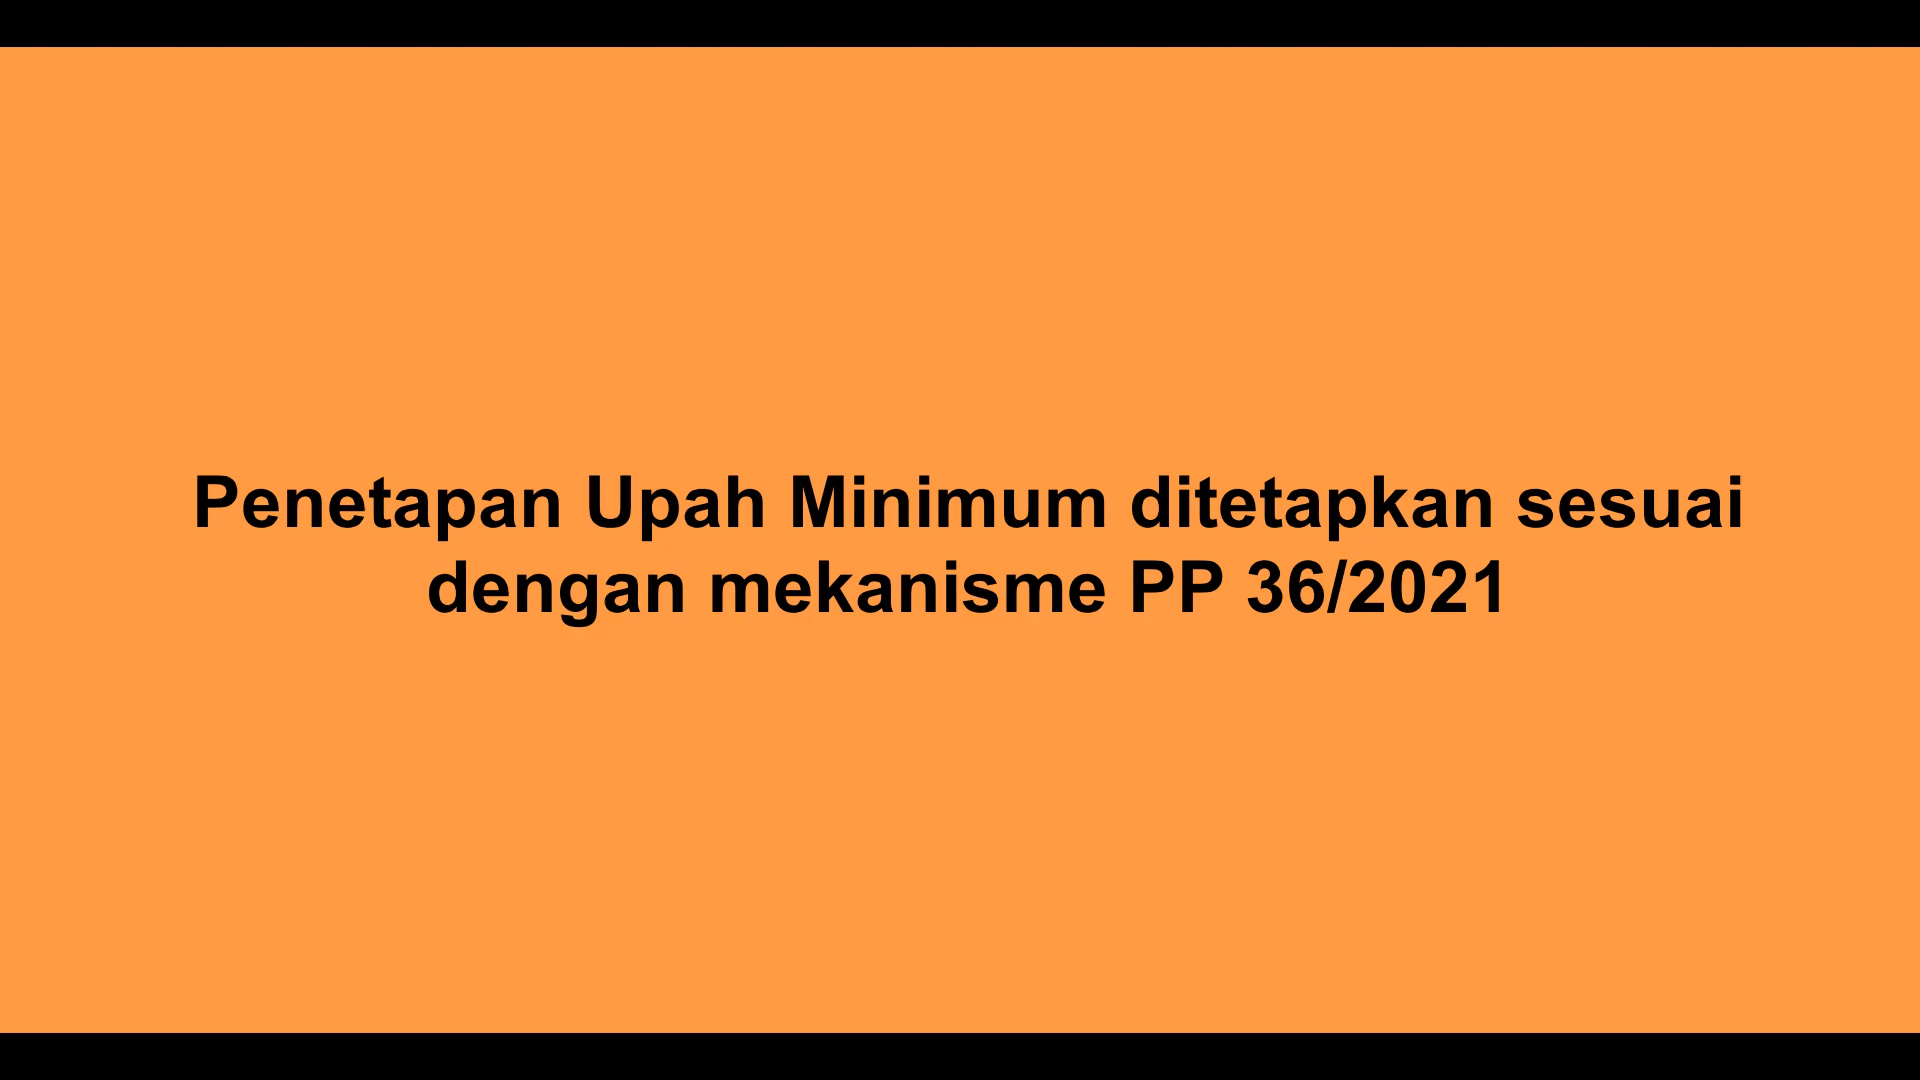 Penetapan Upah Minimum ditetapkan sesuai
dengan mekanisme PP 36/2021